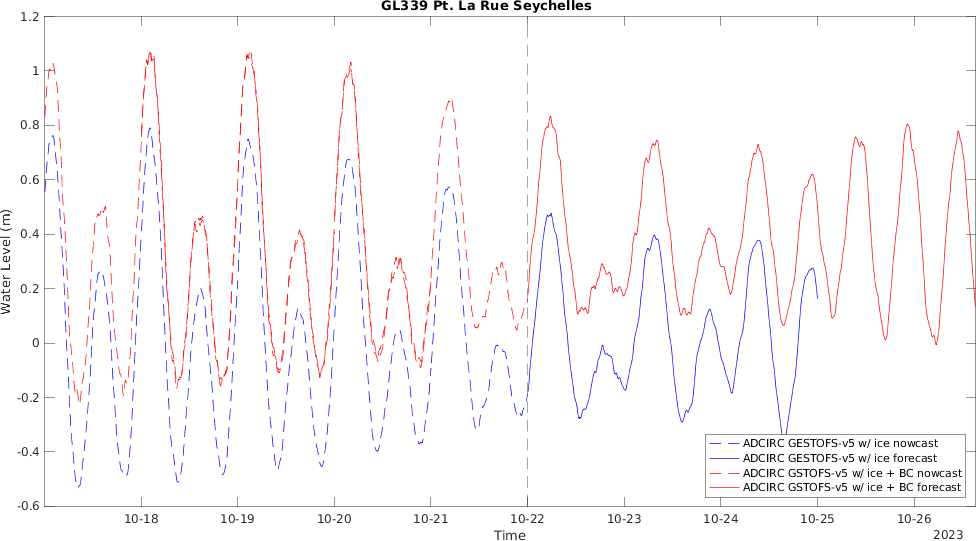 GL339 Pt. La Rue Seychelles
1.2
1
0.8
0.6
0.4
0.2
0
-0.2
-0.4
-0.6
Water Level (m)
ADCIRC GESTOFS-v5 w/ ice nowcast
ADCIRC GESTOFS-v5 w/ ice forecast
ADCIRC GSTOFS-v5 w/ ice + BC nowcast
ADCIRC GSTOFS-v5 w/ ice + BC forecast
10-18 10-19 10-20 10-21 10-22 10-23 10-24 10-25 10-26
Time
2023